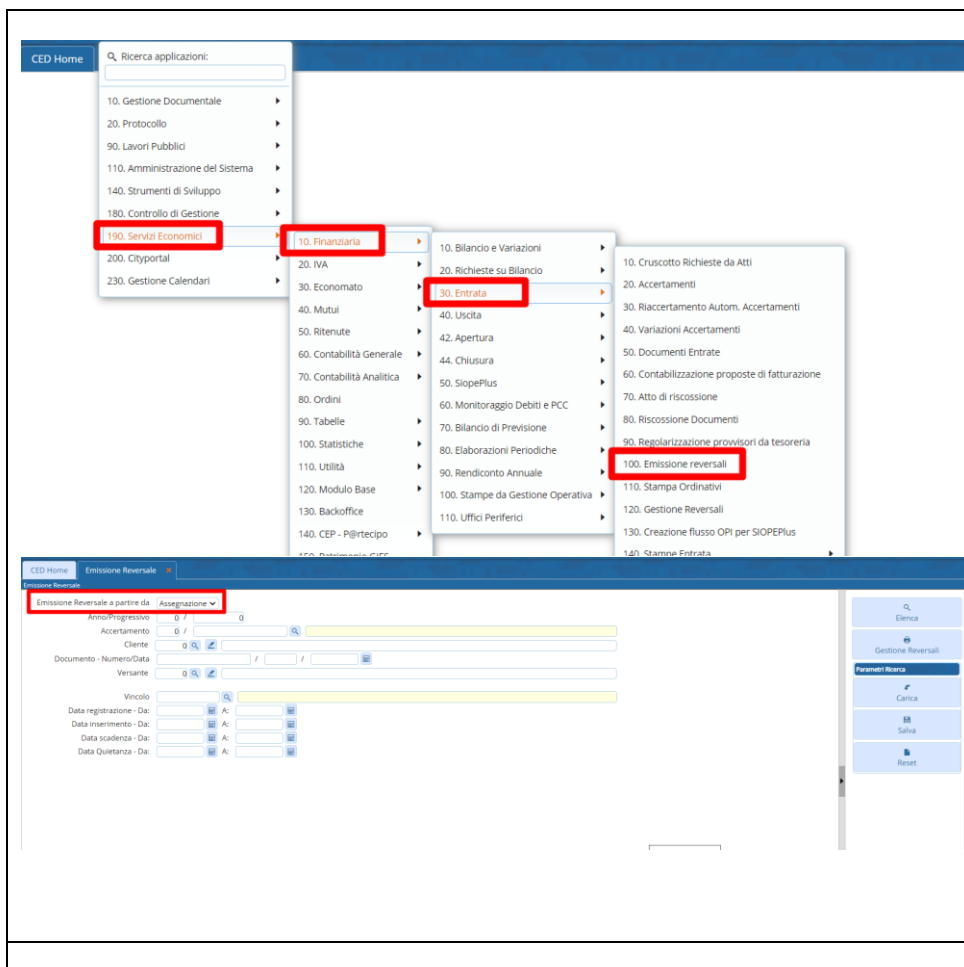 CED Home
Ricerca applicazioni:
10. Gestione Documentale
20. Protocollo
90. Lavori Pubblici
110. Amministrazione del Sistema
140. Strumenti di Sviluppo
180. Controllo di Gestione
190. Servizi Economici
200. Cityportal
230. Gestione Calendari
10. Finanziaria
20. IVA
30. Economato
40. Mutui
50. Ritenute
60. Contabilità Generale
70. Contabilità Analitica
80. Ordini
90. Tabelle
100. Statistiche
110. Utilità
120. Modulo Base
130. Backoffice
140. CEP - P@rtecipo
10. Bilancio e Variazioni
20. Richieste su Bilancio
30. Entrata
40. Uscita
42. Apertura
44. Chiusura
50. SiopePlus
60. Monitoraggio Debiti e PCC
70. Bilancio di Previsione
80. Elaborazioni Periodiche
90. Rendiconto Annuale
100. Stampe da Gestione Operativa
110. Uffici Periferici
10. Cruscotto Richieste da Atti
20. Accertamenti
30. Riaccertamento Autom. Accertamenti
40. Variazioni Accertamenti
50. Documenti Entrate
60. Contabilizzazione proposte di fatturazione
70. Atto di riscossione
80. Riscossione Documenti
90. Regolarizzazione provvisori da tesoreria
100. Emissione reversali
110. Stampa Ordinativi
120. Gestione Reversali
130. Creazione flusso OPI per SIOPEPlus
140. Stampe Entrata
CED Home Emissione Reversale ×
Emissione Reversale
Emissione Reversale a partire da Assegnazione
Anno/Progressivo 0 / 0
Accertamento 0 /
Cliente 0
Documento - Numero/Data / /
Versante 0
Vincolo
Data registrazione - Da: A:
Data inserimento - Da: A:
Data scadenza - Da: A:
Data Quietanza - Da: A:
Elenca
Gestione Reversali
Parametri Ricerca
Carica
Salva
Reset